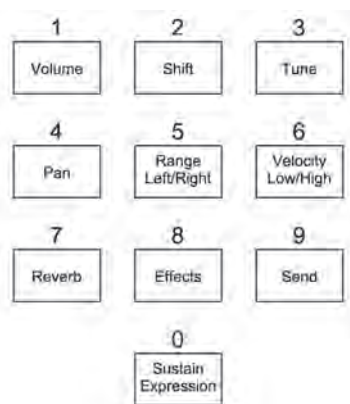 1 2 3
Volume Shift Tune
4 5 6
Pan Range Left/Right Velocity Low/High
7 8 9
Reverb Effects Send
0
Sustain
Expression